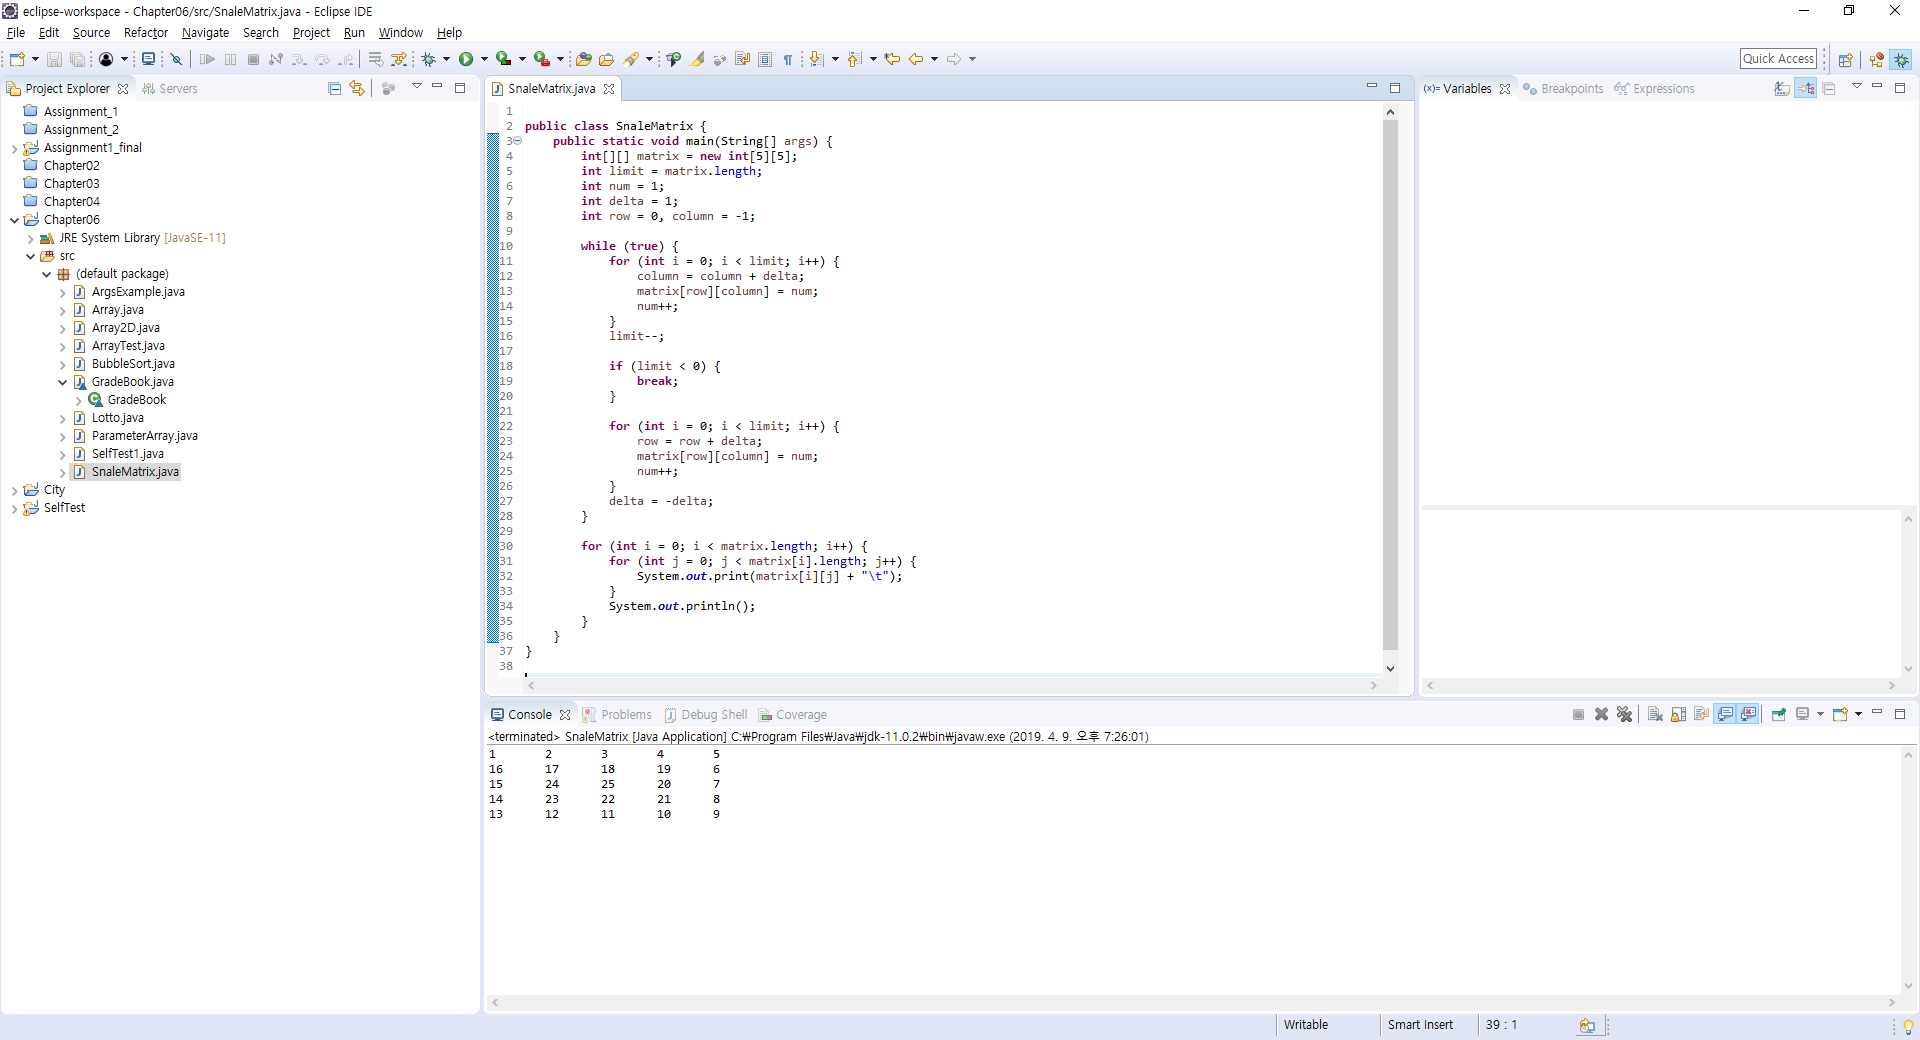 eclipse-workspace - Chapter06/src/SnaleMatrix.java - Eclipse IDE
File Edit Source Refactor Navigate Search Project Run Window Help
Quick Access
Project Explorer Servers
Assignment_1
Assignment_2
Assignment1_final
Chapter02
Chapter03
Chapter04
Chapter06
JRE System Library [JavaSE-11]
src
(default package)
ArgsExample.java
Array.java
Array2D.java
ArrayTest.java
BubbleSort.java
GradeBook.java
GradeBook
Lotto.java
ParameterArray.java
SelfTest1.java
SnaleMatrix.java
City
SelfTest
SnaleMatrix.java
1
2 public class SnaleMatrix {
3 public static void main(String[] args) {
4 int[][] matrix = new int[5][5];
5 int limit = matrix.length;
6 int num = 1;
7 int delta = 1;
8 int row = 0, column = -1;
9
10 while (true) {
11 for (int i = 0; i < limit; i++) {
12 column = column + delta;
13 matrix[row][column] = num;
14 num++;
15 }
16 limit--;
17
18 if (limit < 0) {
19 break;
20 }
21
22 for (int i = 0; i < limit; i++) {
23 row = row + delta;
24 matrix[row][column] = num;
25 num++;
26 }
27 delta = -delta;
28 }
29
30 for (int i = 0; i < matrix.length; i++) {
31 for (int j = 0; j < matrix[i].length; j++) {
32 System.out.print(matrix[i][j] + "\t");
33 }
34 System.out.println();
35 }
36 }
37 }
38
(x)= Variables Breakpoints Expressions
Console Problems Debug Shell Coverage
<terminated> SnaleMatrix [Java Application] C:₩Program Files₩Java₩jdk-11.0.2₩bin₩javaw.exe (2019. 4. 9. 오후 7:26:01)
1 2 3 4 5
16 17 18 19 6
15 24 25 20 7
14 23 22 21 8
13 12 11 10 9
Writable Smart Insert 39 : 1